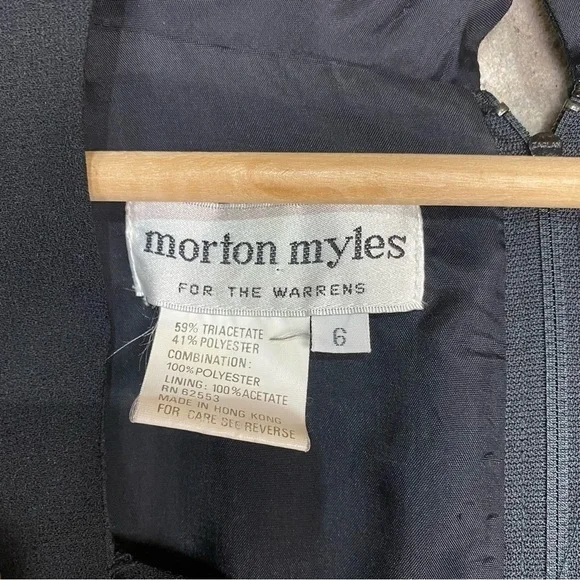 morton myles
FOR THE WARRENS
6
59% TRIACETATE
41% POLYESTER
COMBINATION:
100% POLYESTER
LINING: 100% ACETATE
RN 62553
MADE IN HONG KONG
FOR CARE SEE REVERSE